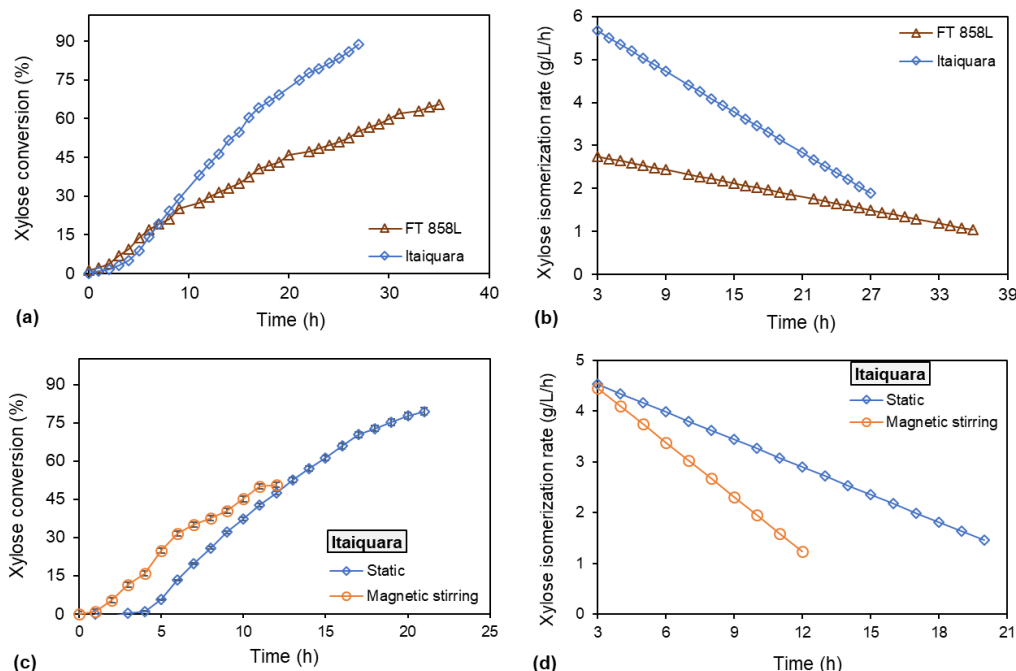 (a)
Xylose conversion (%)
90
75
60
45
30
15
0
0 10 20 30 40
Time (h)
FT 858L
Itaiquara
(b)
Xylose isomerization rate (g/L/h)
6
5
4
3
2
1
0
3 9 15 21 27 33 39
Time (h)
FT 858L
Itaiquara
(c)
Xylose conversion (%)
90
75
60
45
30
15
0
0 5 10 15 20 25
Time (h)
Itaiquara
Static
Magnetic stirring
(d)
Xylose isomerization rate (g/L/h)
5
4
3
2
1
0
3 6 9 12 15 18 21
Time (h)
Itaiquara
Static
Magnetic stirring